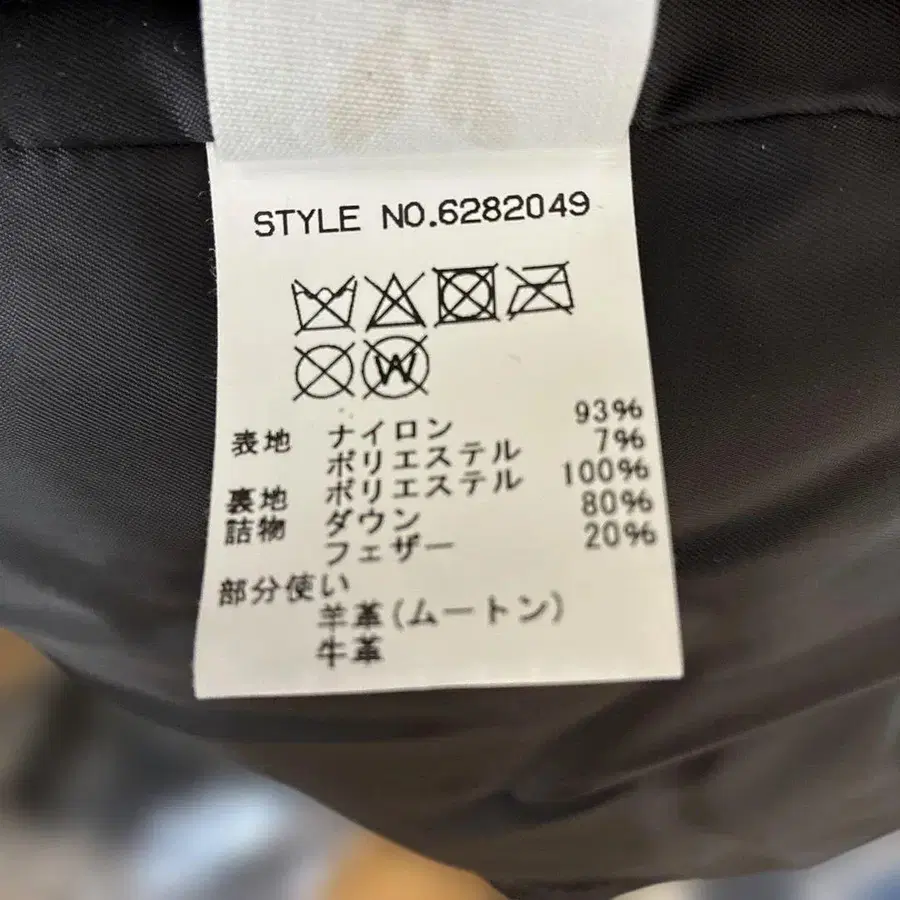 STYLE NO.6282049
W
表地 ナイロン 93%
ポリエステル 7%
裏地 ポリエステル 100%
詰物 ダウン 80%
フェザー 20%
部分使い
羊革(ムートン)
牛革